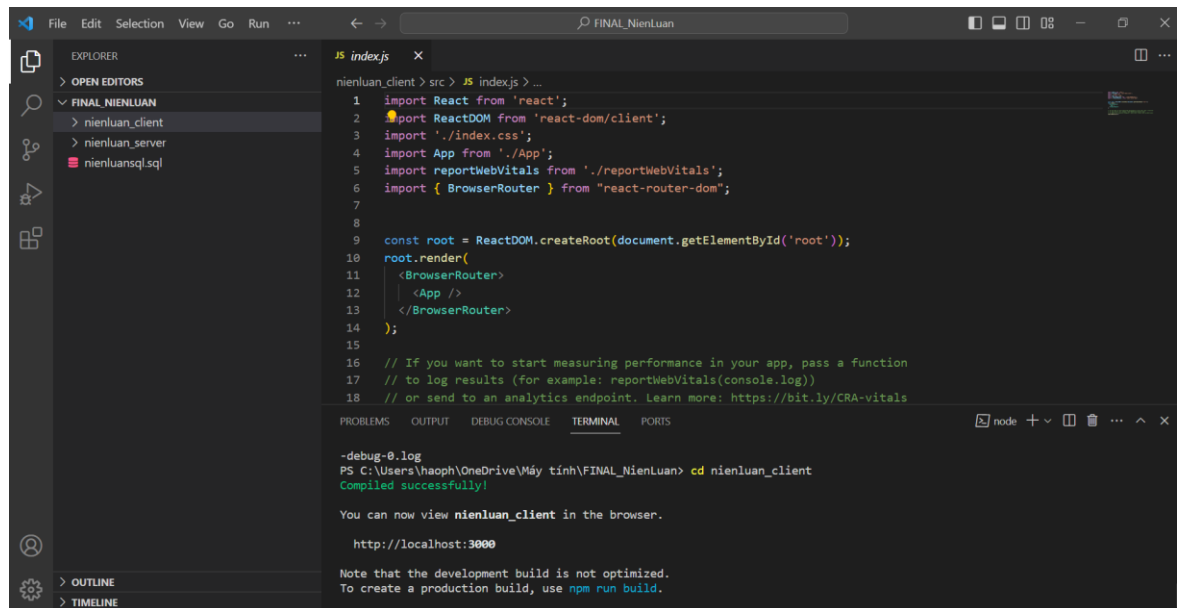 File Edit Selection View Go Run ··· ← → FINAL_NienLuan
EXPLORER ···
> OPEN EDITORS
FINAL_NIENLUAN
> nienluan_client
> nienluan_server
nienluansql.sql
> OUTLINE
> TIMELINE
JS index.js ×
nienluan_client > src > JS index.js > ...
1 import React from 'react';
2 import ReactDOM from 'react-dom/client';
3 import './index.css';
4 import App from './App';
5 import reportWebVitals from './reportWebVitals';
6 import { BrowserRouter } from "react-router-dom";
7
8
9 const root = ReactDOM.createRoot(document.getElementById('root'));
10 root.render(
11 <BrowserRouter>
12 <App />
13 </BrowserRouter>
14 );
15
16 // If you want to start measuring performance in your app, pass a function
17 // to log results (for example: reportWebVitals(console.log))
18 // or send to an analytics endpoint. Learn more: https://bit.ly/CRA-vitals
PROBLEMS OUTPUT DEBUG CONSOLE TERMINAL PORTS node
-debug-0.log
PS C:\Users\haoph\OneDrive\Máy tính\FINAL_NienLuan> cd nienluan_client
Compiled successfully!
You can now view nienluan_client in the browser.
http://localhost:3000
Note that the development build is not optimized.
To create a production build, use npm run build.